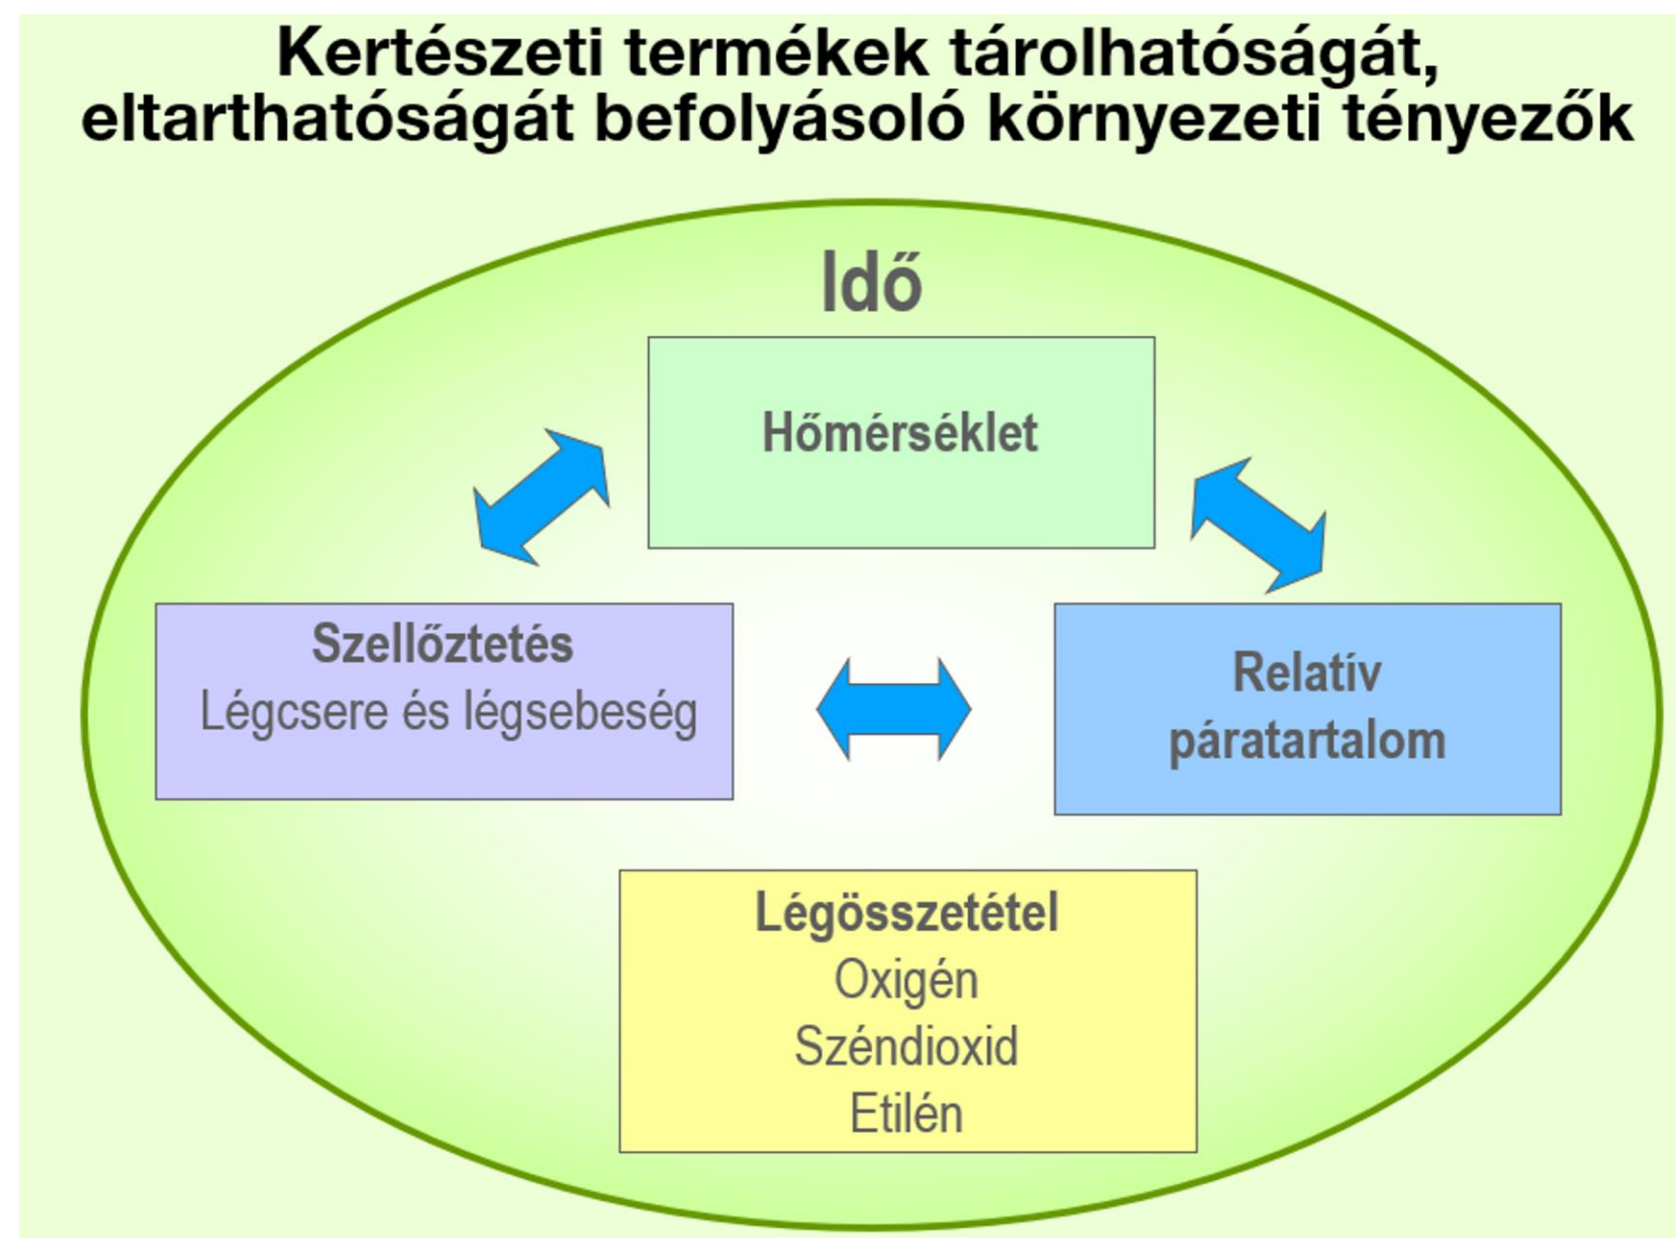 Kertészeti termékek tárolhatóságát,
eltarthatóságát befolyásoló környezeti tényezők
Idő
Hőmérséklet
Szellőztetés
Légcsere és légsebeség
Relatív
páratartalom
Légösszetétel
Oxigén
Széndioxid
Etilén